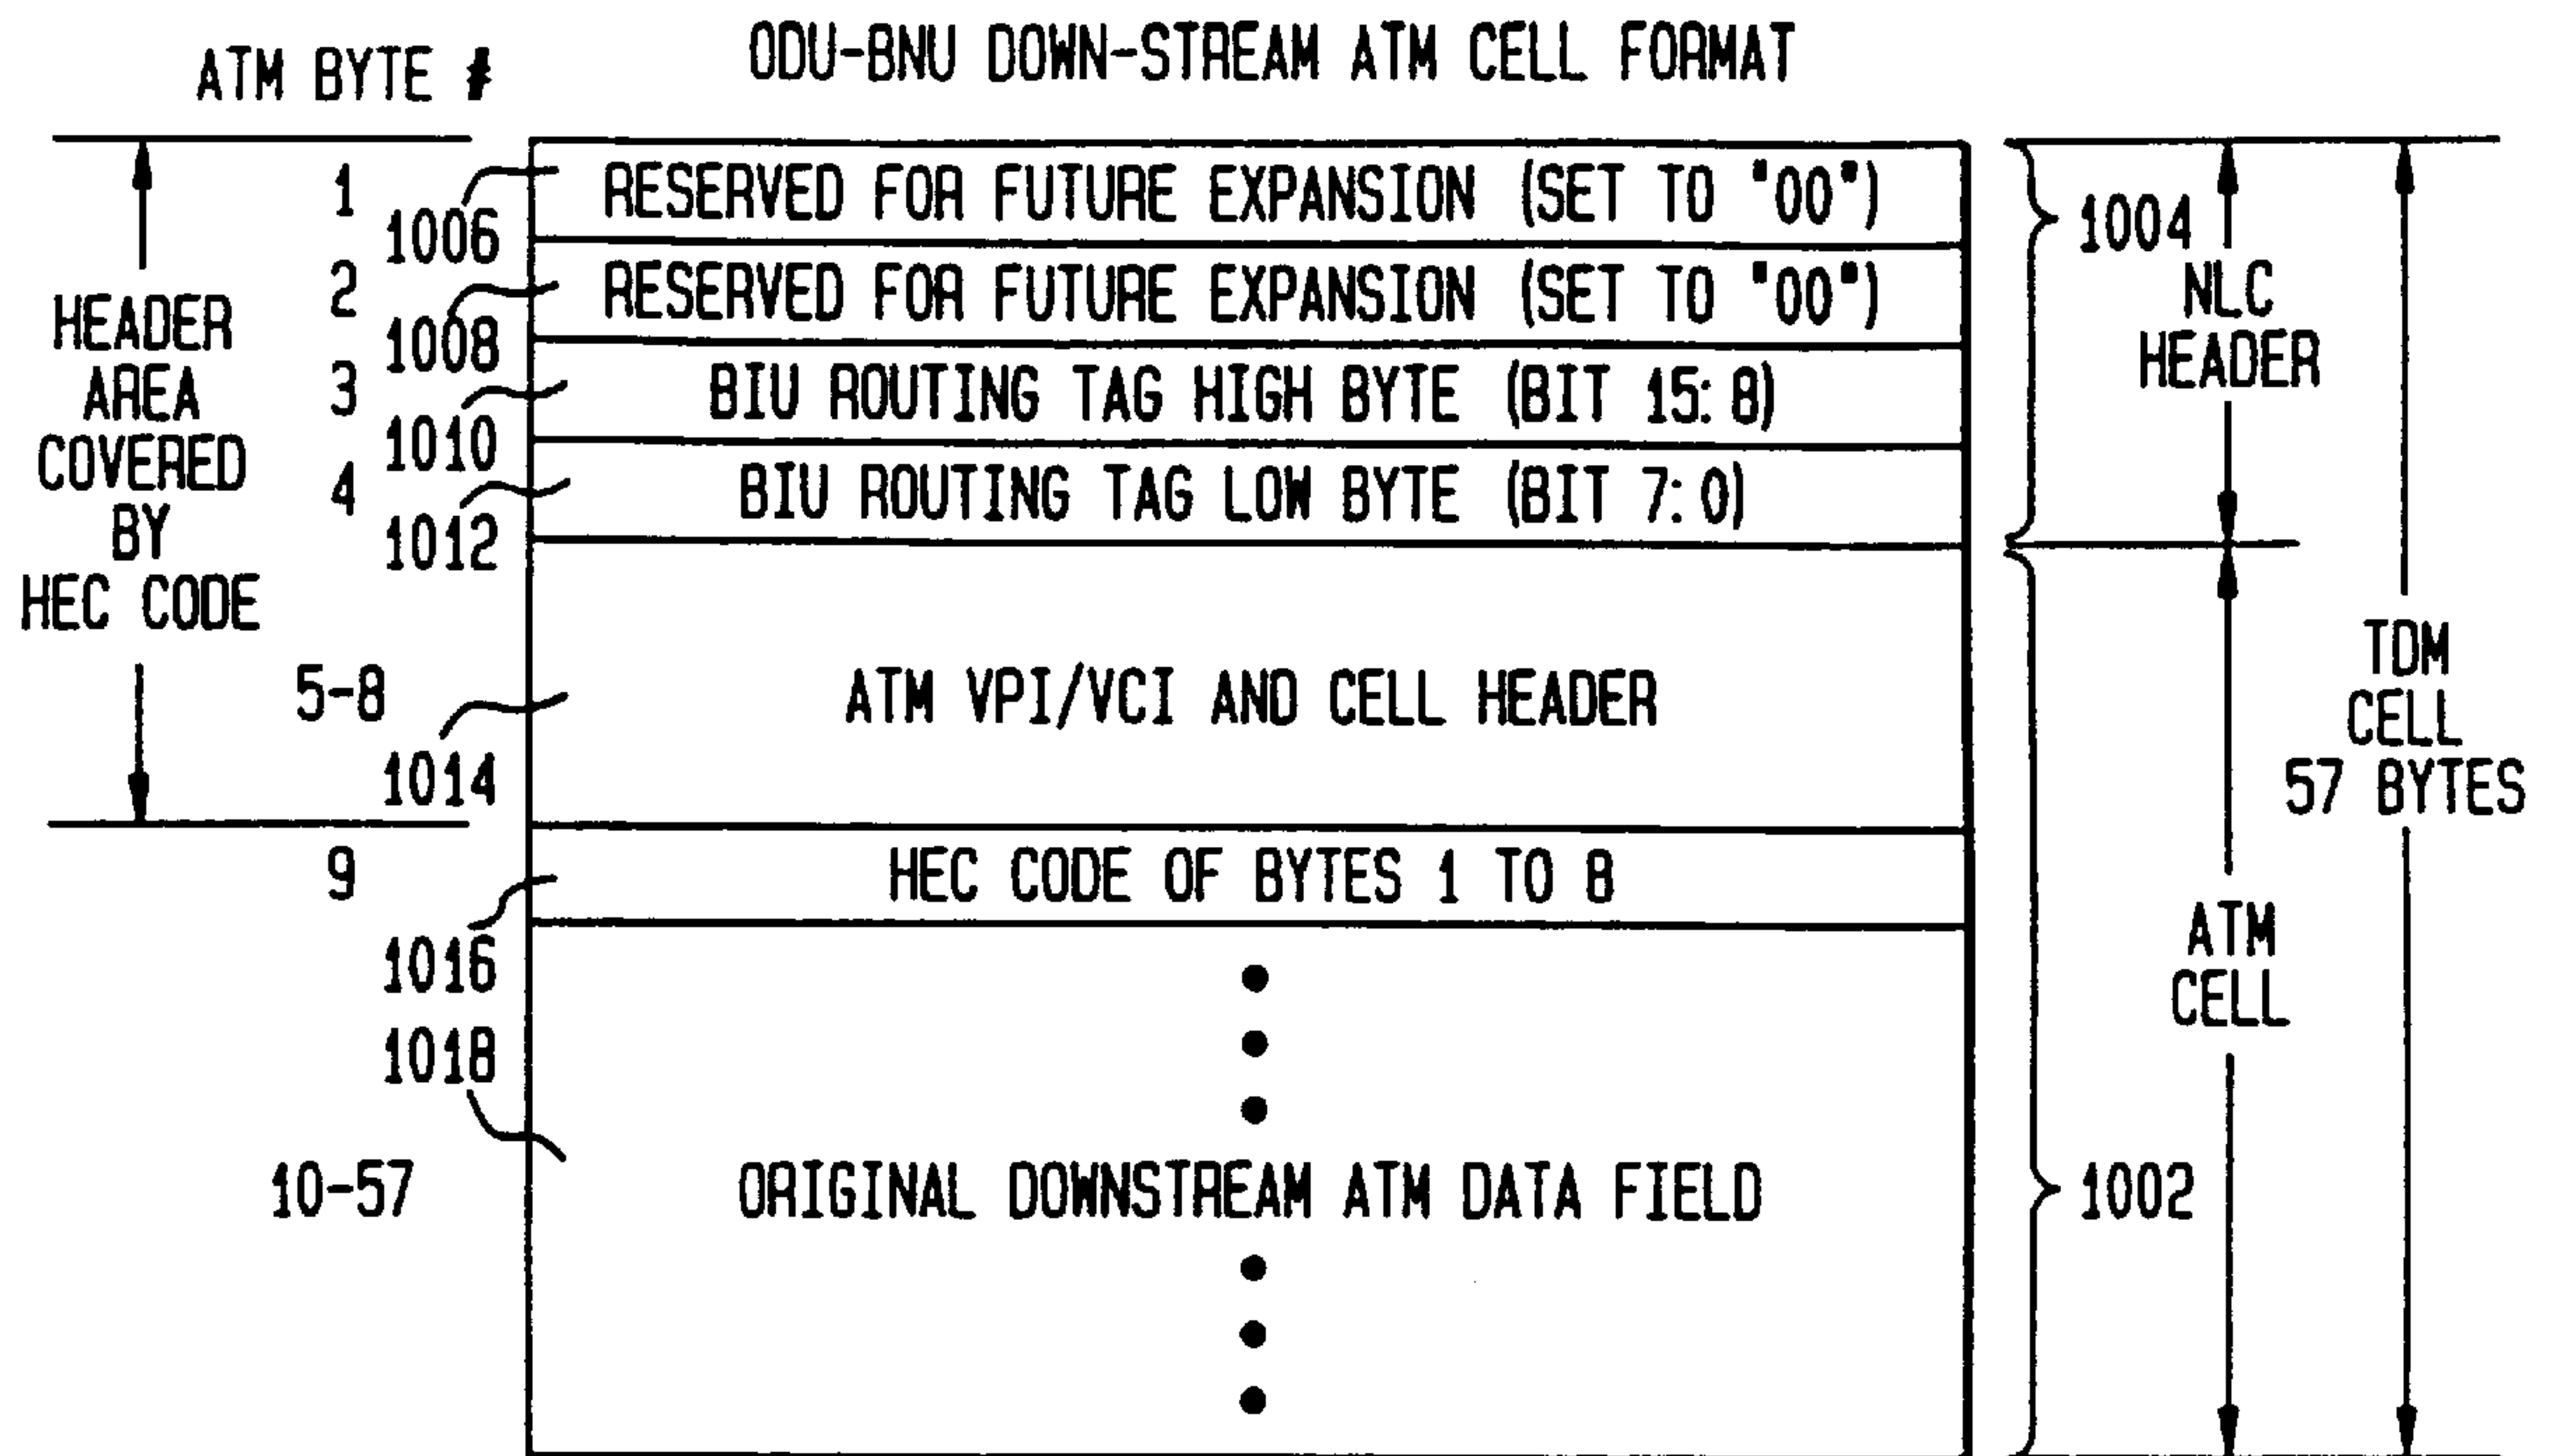 ODU-BNU DOWN-STREAM ATM CELL FORMAT
ATM BYTE #
HEADER
AREA
COVERED
BY
HEC CODE
1
1006
RESERVED FOR FUTURE EXPANSION (SET TO "00")
2
1008
RESERVED FOR FUTURE EXPANSION (SET TO "00")
3
1010
BIU ROUTING TAG HIGH BYTE (BIT 15:8)
4
1012
BIU ROUTING TAG LOW BYTE (BIT 7:0)
5-8
1014
ATM VPI/VCI AND CELL HEADER
9
1016
HEC CODE OF BYTES 1 TO 8
1018
10-57
ORIGINAL DOWNSTREAM ATM DATA FIELD
1004
NLC
HEADER
TDM
CELL
57 BYTES
ATM
CELL
1002